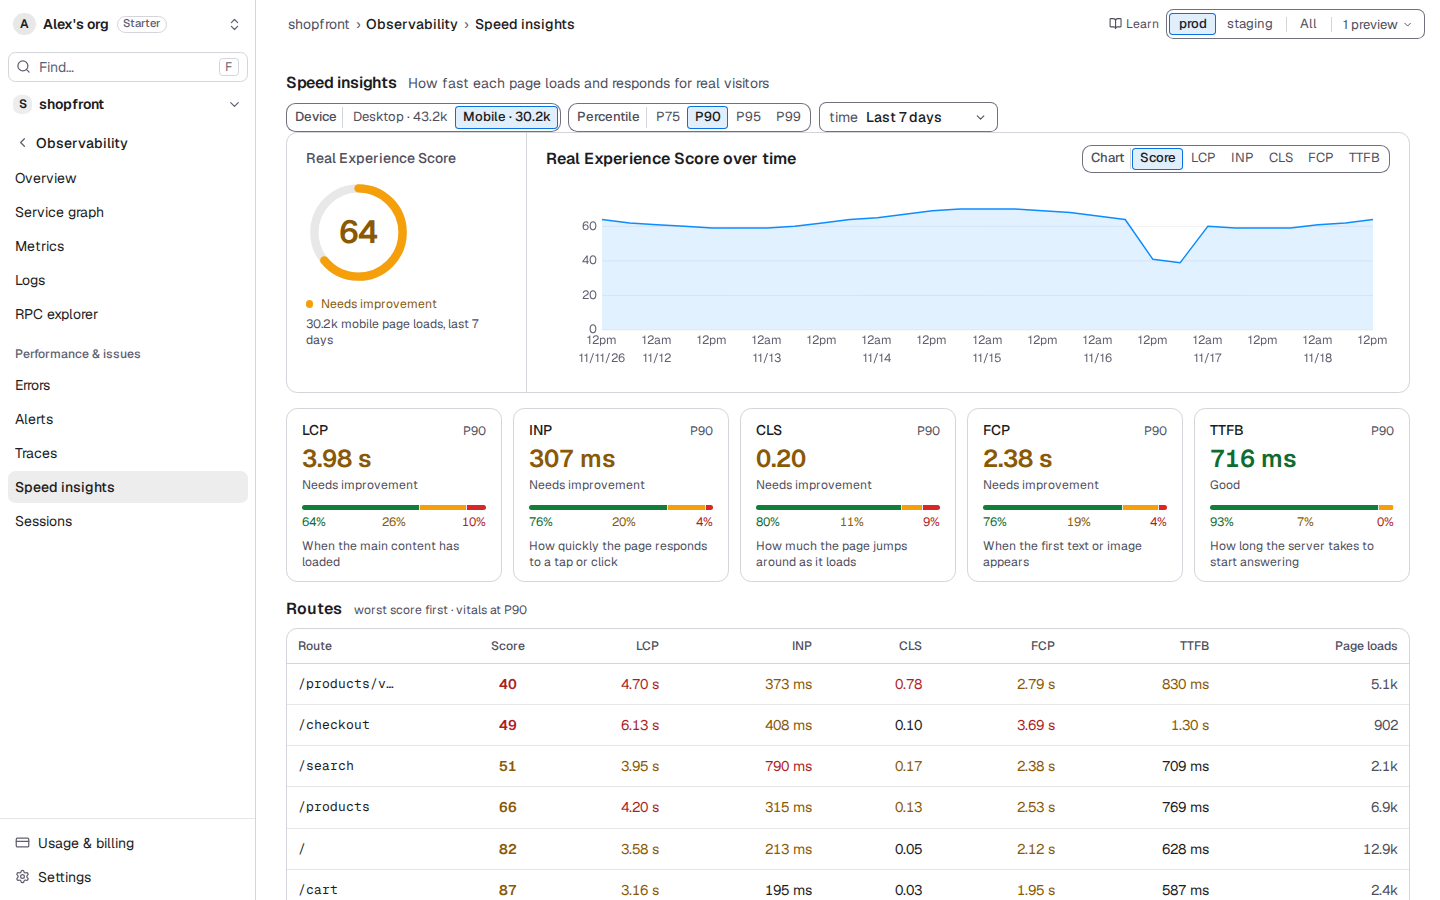 A Alex's org Starter
Find... F
S shopfront
Observability
Overview
Service graph
Metrics
Logs
RPC explorer
Performance & issues
Errors
Alerts
Traces
Speed insights
Sessions
Usage & billing
Settings
shopfront › Observability › Speed insights
Learn prod staging All 1 preview
Speed insights How fast each page loads and responds for real visitors
Device Desktop · 43.2k Mobile · 30.2k Percentile P75 P90 P95 P99 time Last 7 days
Real Experience Score
64
Needs improvement
30.2k mobile page loads, last 7
days
Real Experience Score over time
Chart Score LCP INP CLS FCP TTFB
60
40
20
0
12pm 12am 12pm 12am 12pm 12am 12pm 12am 12pm 12am 12pm 12am 12pm 12am 12pm
11/11/26 11/12 11/13 11/14 11/15 11/16 11/17 11/18
LCP P90
3.98 s
Needs improvement
64% 26% 10%
When the main content has
loaded
INP P90
307 ms
Needs improvement
76% 20% 4%
How quickly the page responds
to a tap or click
CLS P90
0.20
Needs improvement
80% 11% 9%
How much the page jumps
around as it loads
FCP P90
2.38 s
Needs improvement
76% 19% 4%
When the first text or image
appears
TTFB P90
716 ms
Good
93% 7% 0%
How long the server takes to
start answering
Routes worst score first · vitals at P90
Route Score LCP INP CLS FCP TTFB Page loads
/products/v… 40 4.70 s 373 ms 0.78 2.79 s 830 ms 5.1k
/checkout 49 6.13 s 408 ms 0.10 3.69 s 1.30 s 902
/search 51 3.95 s 790 ms 0.17 2.38 s 709 ms 2.1k
/products 66 4.20 s 315 ms 0.13 2.53 s 769 ms 6.9k
/ 82 3.58 s 213 ms 0.05 2.12 s 628 ms 12.9k
/cart 87 3.16 s 195 ms 0.03 1.95 s 587 ms 2.4k